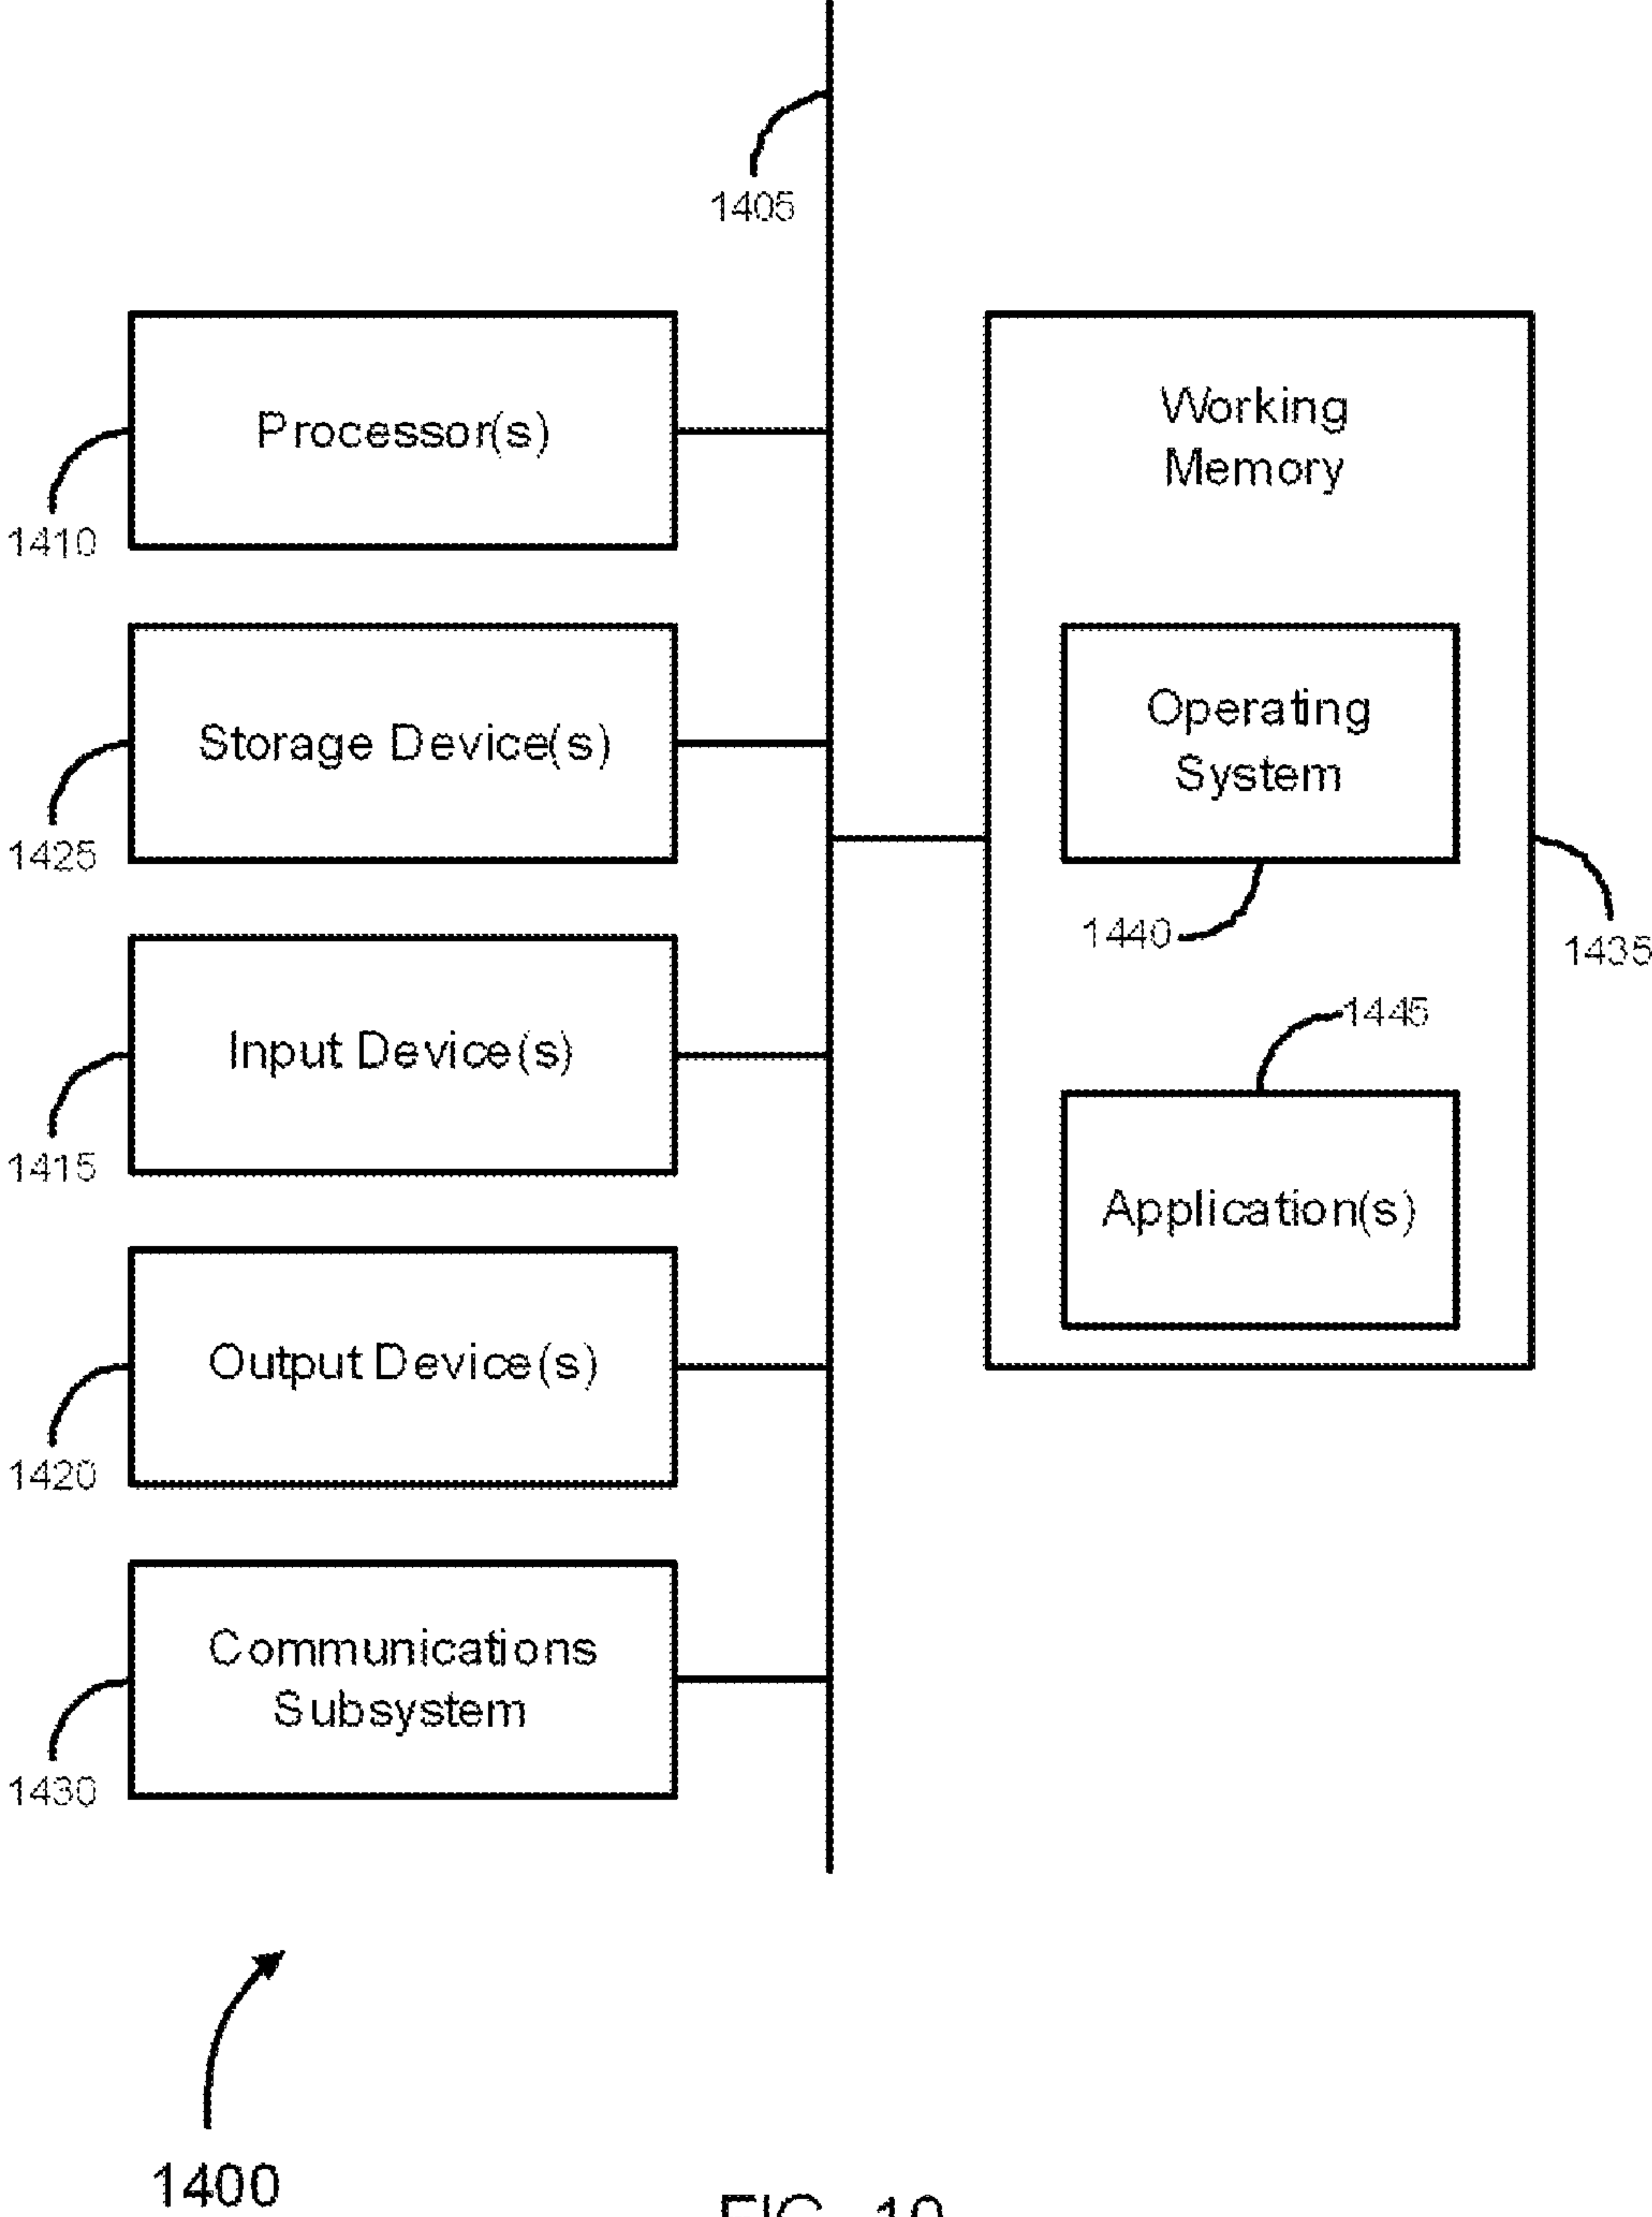 1405
Processor(s)
1410
Working
Memory
Storage Device(s)
1425
Operating
System
1440
1435
Input Device(s)
1415
1445
Application(s)
Output Device(s)
1420
Communications
Subsystem
1430
1400